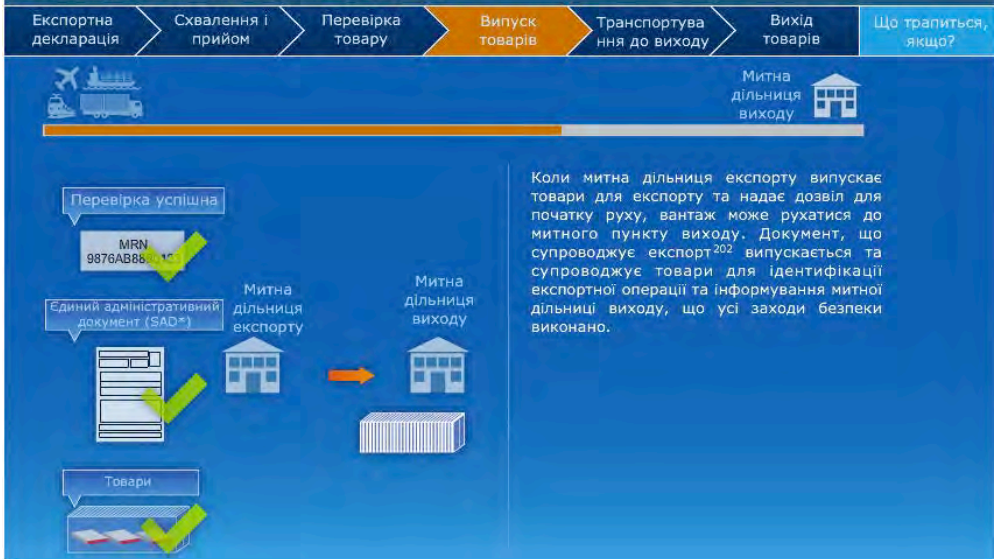 Експортна
декларація
Схвалення і
прийом
Перевірка
товару
Випуск
товарів
Транспортува
ння до виходу
Вихід
товарів
Що трапиться,
якщо?
Митна
дільниця
виходу
Перевірка успішна
MRN
Єдиний адміністративний
документ (SAD*)
Митна
дільниця
експорту
Митна
дільниця
виходу
Товари
Коли митна дільниця експорту випускає
товари для експорту та надає дозвіл для
початку руху, вантаж може рухатися до
митного пункту виходу. Документ, що
супроводжує експорт202 випускається та
супроводжує товари для ідентифікації
експортної операції та інформування митної
дільниці виходу, що усі заходи безпеки
виконано.